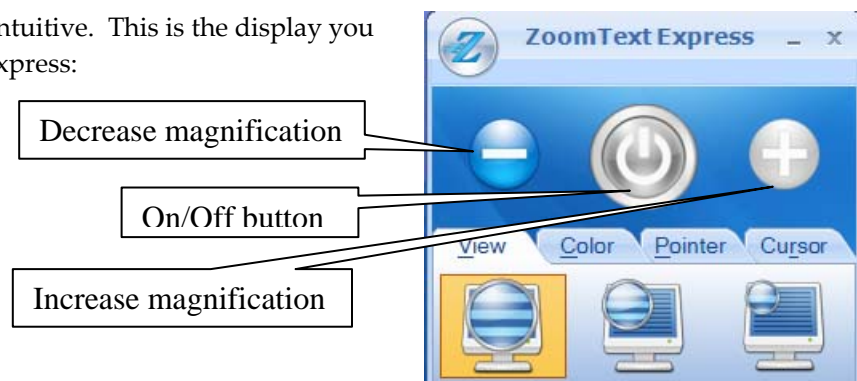 ntuitive.  This is the display you
xpress:
ZoomText Express
Decrease magnification
On/Off button
Increase magnification
View Color Pointer Cursor